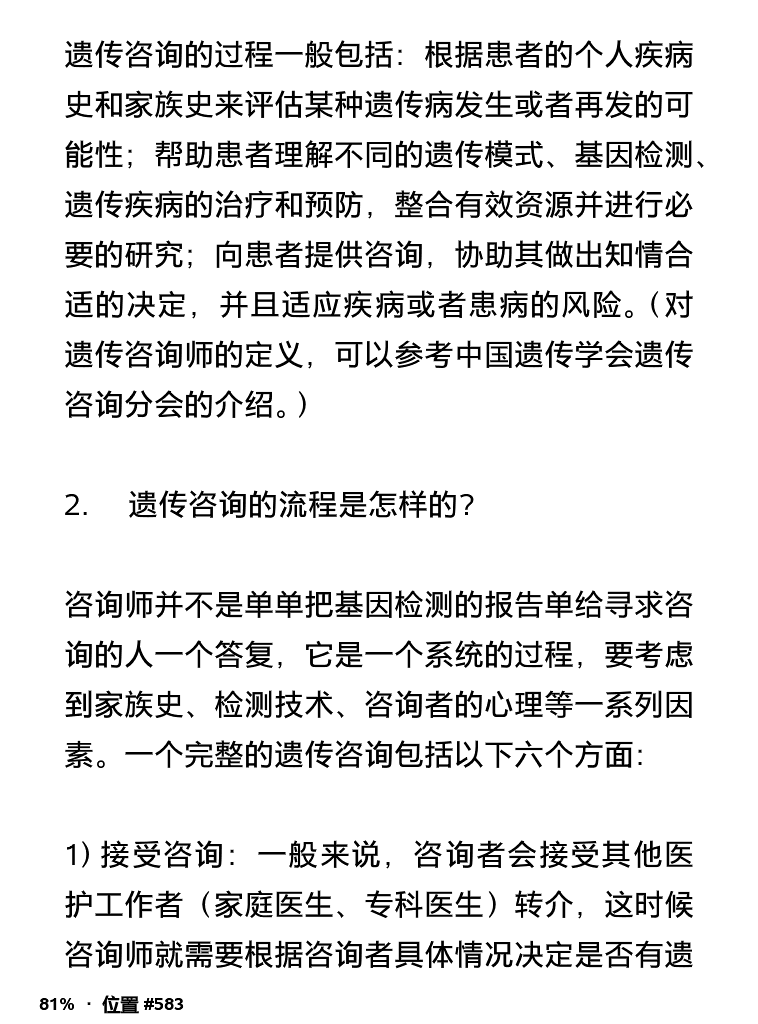 遗传咨询的过程一般包括：根据患者的个人疾病
史和家族史来评估某种遗传病发生或者再发的可
能性；帮助患者理解不同的遗传模式、基因检测、
遗传疾病的治疗和预防，整合有效资源并进行必
要的研究；向患者提供咨询，协助其做出知情合
适的决定，并且适应疾病或者患病的风险。（对
遗传咨询师的定义，可以参考中国遗传学会遗传
咨询分会的介绍。）
2. 遗传咨询的流程是怎样的？
咨询师并不是单单把基因检测的报告单给寻求咨
询的人一个答复，它是一个系统的过程，要考虑
到家族史、检测技术、咨询者的心理等一系列因
素。一个完整的遗传咨询包括以下六个方面：
1) 接受咨询：一般来说，咨询者会接受其他医
护工作者（家庭医生、专科医生）转介，这时候
咨询师就需要根据咨询者具体情况决定是否有遗
81% · 位置 #583